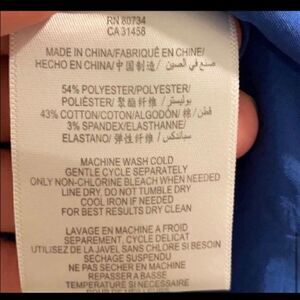 RN 80734
CA 31458
MADE IN CHINA/FABRIQUÉ EN CHINE/
HECHO EN CHINA/中国制造/ صنع في الصين
54% POLYESTER/POLYESTER/
POLIÉSTER/聚酯纤维/بوليستر/
43% COTTON/COTON/ALGODÓN/棉/قطن/
3% SPANDEX/ELASTHANNE/
ELASTANO/弹性纤维/سباندكس
MACHINE WASH COLD
GENTLE CYCLE SEPARATELY
ONLY NON-CHLORINE BLEACH WHEN NEEDED
LINE DRY, DO NOT TUMBLE DRY
COOL IRON IF NEEDED
FOR BEST RESULTS DRY CLEAN
LAVAGE EN MACHINE A FROID
SEPAREMENT, CYCLE DELICAT
UTILISEZ DE LA JAVEL SANS CHLORE SI BESOIN
SECHAGE SUSPENDU
NE PAS SECHER EN MACHINE
REPASSER A BASSE
TEMPERATURE SI NECESSAIRE